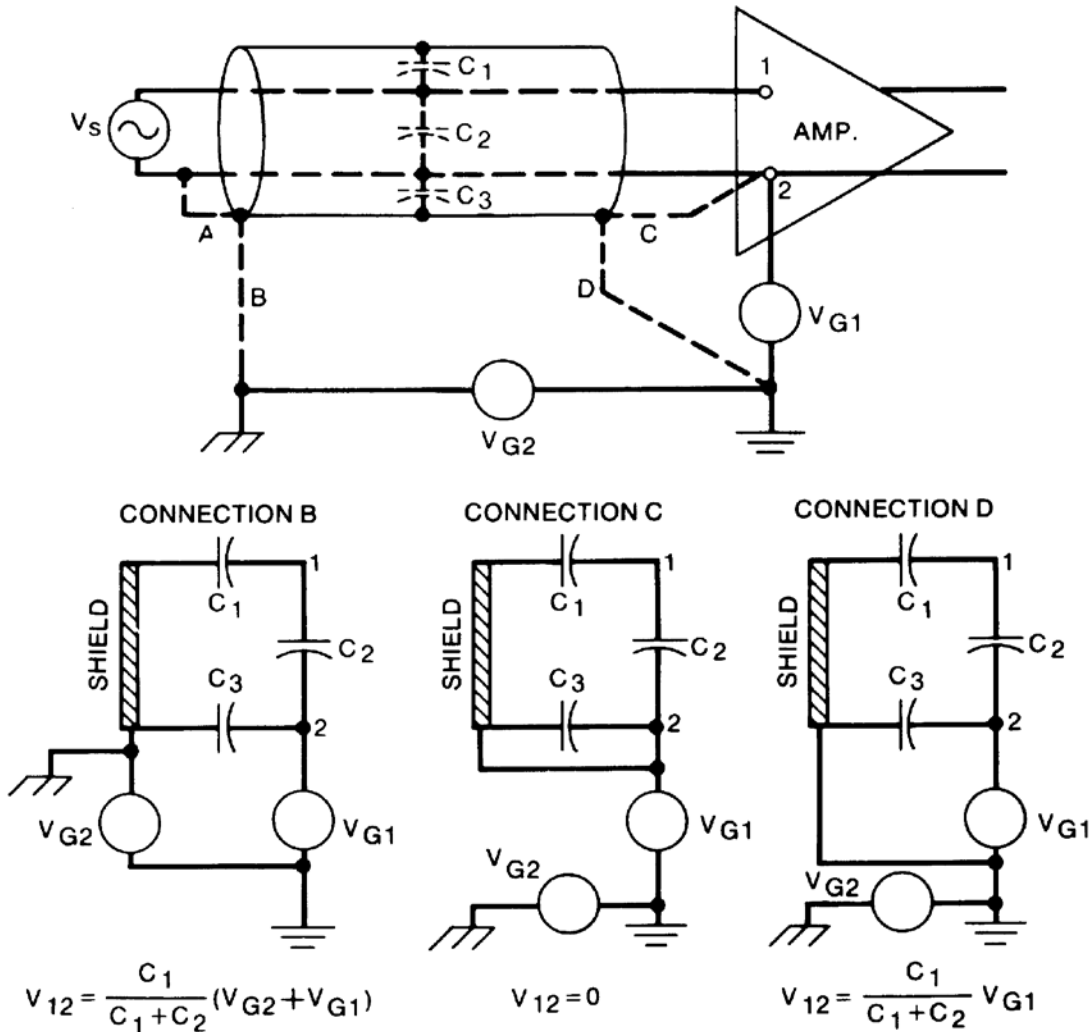 C1
1
VS
C2
AMP.
C3
2
A
C
B
D
VG1
VG2
CONNECTION B
CONNECTION C
CONNECTION D
SHIELD
C1
1
C2
C3
2
VG2
VG1
SHIELD
C1
1
C2
C3
2
VG1
VG2
SHIELD
C1
1
C2
C3
2
VG1
VG2
V12 = C1 / (C1 + C2) (VG2 + VG1)
V12 = 0
V12 = C1 / (C1 + C2) VG1